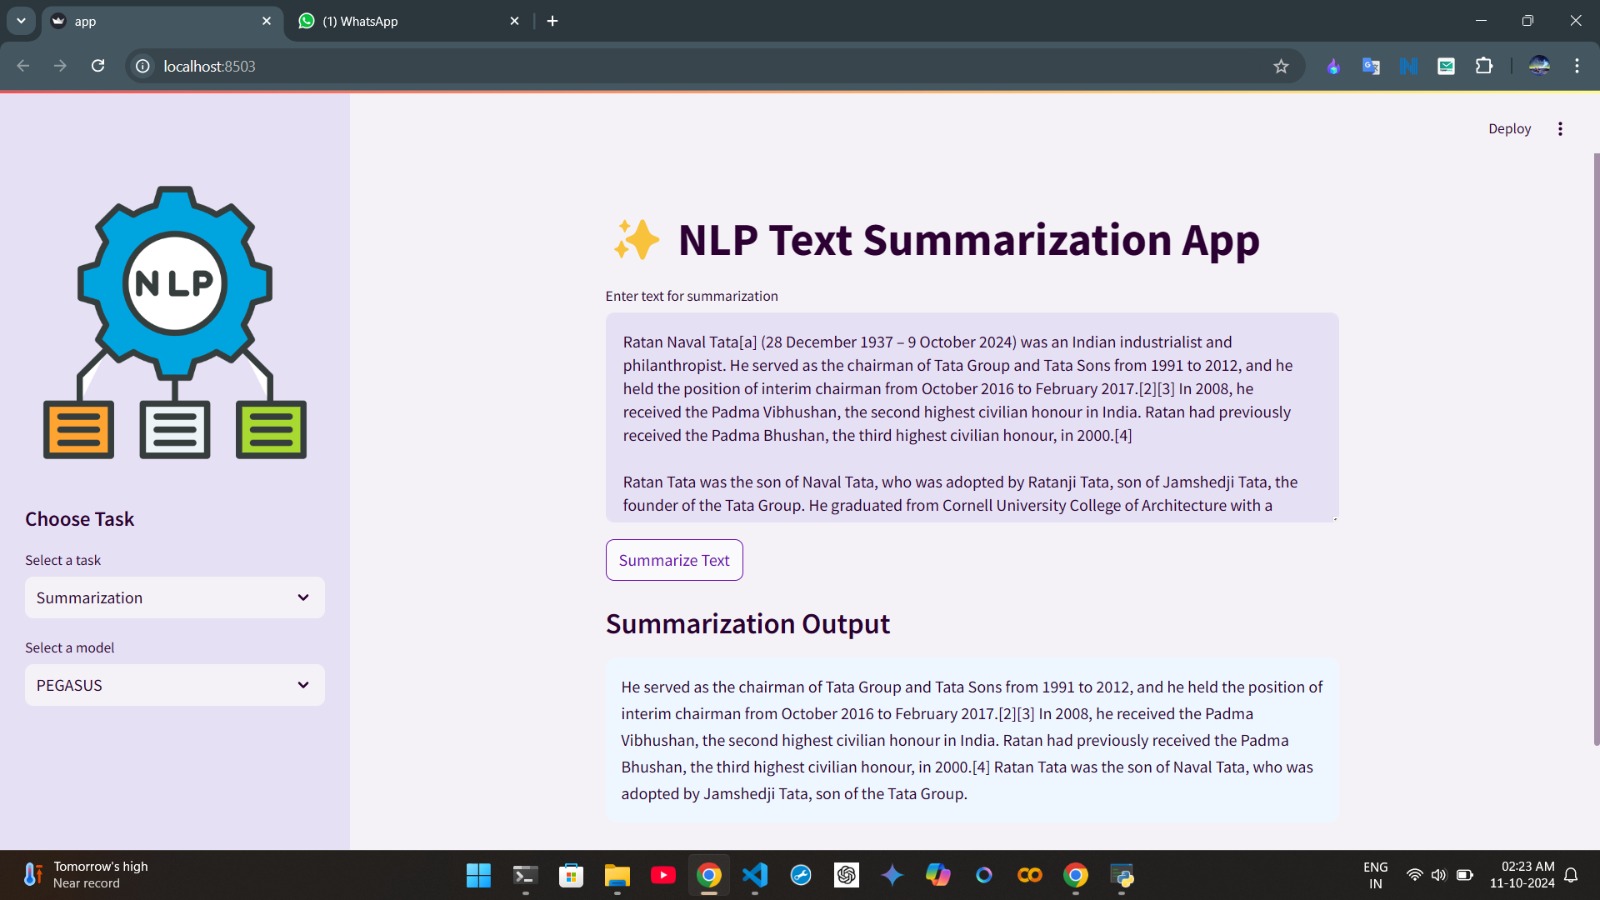 app
(1) WhatsApp
localhost:8503
Deploy
NLP
✨ NLP Text Summarization App
Enter text for summarization
Ratan Naval Tata[a] (28 December 1937 – 9 October 2024) was an Indian industrialist and
philanthropist. He served as the chairman of Tata Group and Tata Sons from 1991 to 2012, and he
held the position of interim chairman from October 2016 to February 2017.[2][3] In 2008, he
received the Padma Vibhushan, the second highest civilian honour in India. Ratan had previously
received the Padma Bhushan, the third highest civilian honour, in 2000.[4]
Ratan Tata was the son of Naval Tata, who was adopted by Ratanji Tata, son of Jamshedji Tata, the
founder of the Tata Group. He graduated from Cornell University College of Architecture with a
Choose Task
Select a task
Summarization
Select a model
PEGASUS
Summarize Text
Summarization Output
He served as the chairman of Tata Group and Tata Sons from 1991 to 2012, and he held the position of
interim chairman from October 2016 to February 2017.[2][3] In 2008, he received the Padma
Vibhushan, the second highest civilian honour in India. Ratan had previously received the Padma
Bhushan, the third highest civilian honour, in 2000.[4] Ratan Tata was the son of Naval Tata, who was
adopted by Jamshedji Tata, son of the Tata Group.
Tomorrow's high
Near record
ENG
IN
02:23 AM
11-10-2024